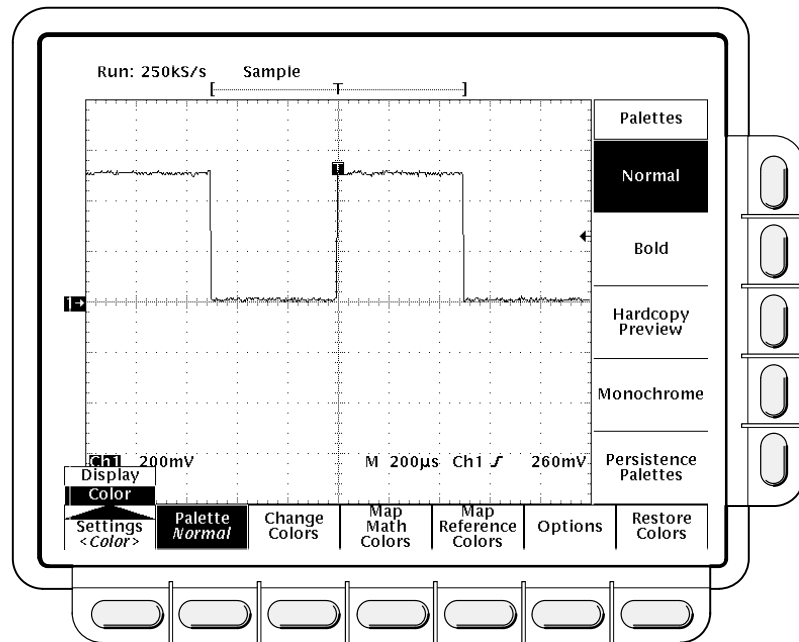 Run: 250kS/s Sample
[ T ]
Palettes
T
Normal
Bold
1→
Hardcopy
Preview
Monochrome
Ch1 200mV M 200µs Ch1 260mV
Persistence
Palettes
Display
Color
Settings
<Color>
Palette
Normal
Change
Colors
Map
Math
Colors
Map
Reference
Colors
Options
Restore
Colors